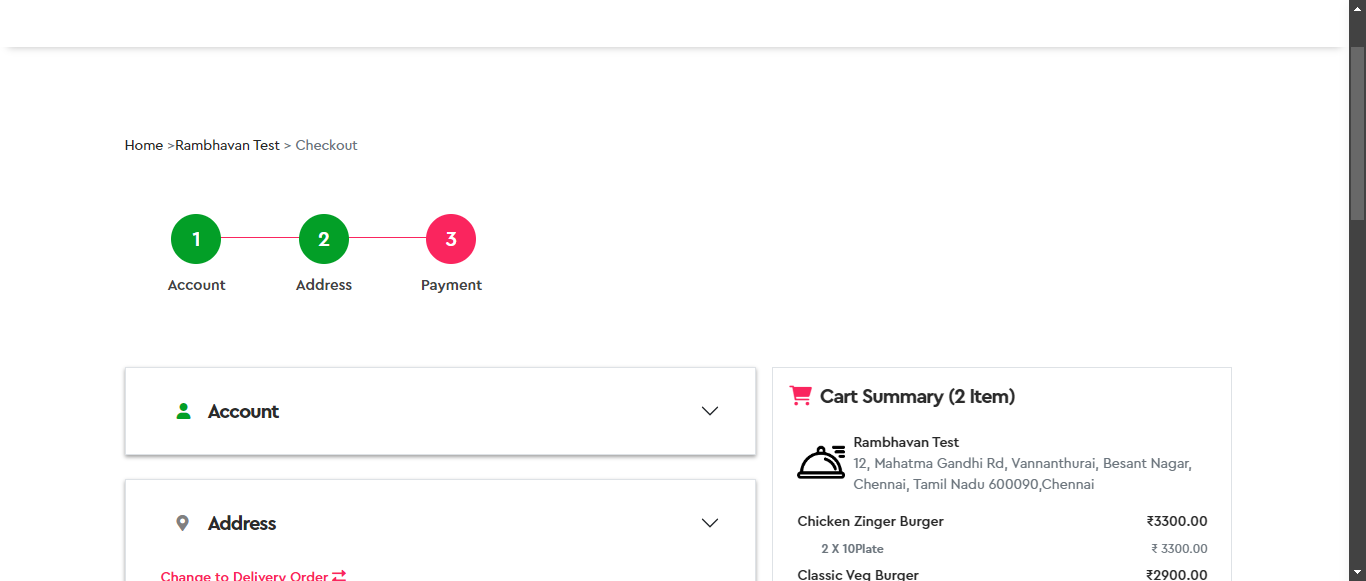 Home >Rambhavan Test > Checkout
1
2
3
Account
Address
Payment
Account
Address
Change to Delivery Order
Cart Summary (2 Item)
Rambhavan Test
12, Mahatma Gandhi Rd, Vannanthurai, Besant Nagar,
Chennai, Tamil Nadu 600090,Chennai
Chicken Zinger Burger ₹3300.00
2 X 10Plate ₹ 3300.00
Classic Veg Burger ₹2900.00